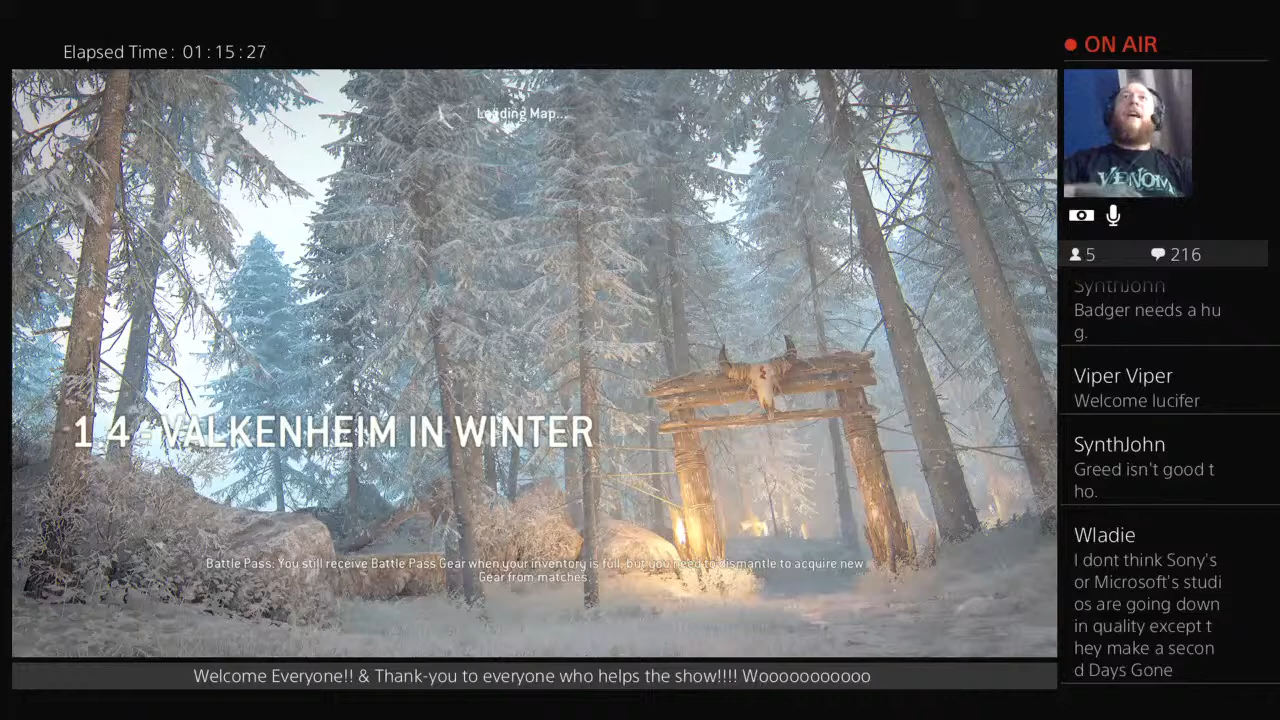 Elapsed Time: 01:15:27
ON AIR
Loading Map...
VENOM
5 216
SynthJohn
Badger needs a hu
g.
Viper Viper
Welcome lucifer
SynthJohn
Greed isn't good t
ho.
Wladie
I dont think Sony's
or Microsoft's studi
os are going down
in quality except t
hey make a secon
d Days Gone
1 4 - VALKENHEIM IN WINTER
Battle Pass: You still receive Battle Pass Gear when your inventory is full, but you need to dismantle to acquire new
Gear from matches.
Welcome Everyone!! & Thank-you to everyone who helps the show!!!! Wooooooooooo